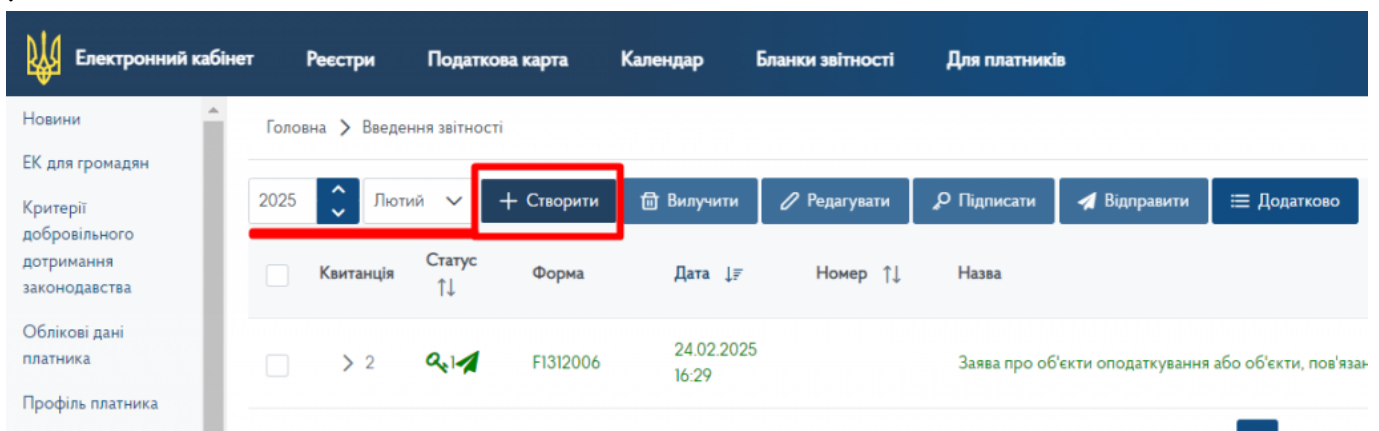 Електронний кабінет Реєстри Податкова карта Календар Бланки звітності Для платників
Новини
ЕК для громадян
Критерії
добровільного
дотримання
законодавства
Облікові дані
платника
Профіль платника
Головна > Введення звітності
2025 Лютий + Створити Вилучити Редагувати Підписати Відправити Додатково
Квитанція Статус Форма Дата Номер Назва
2 1 F1312006 24.02.2025
16:29 Заява про об'єкти оподаткування або об'єкти, пов'язан